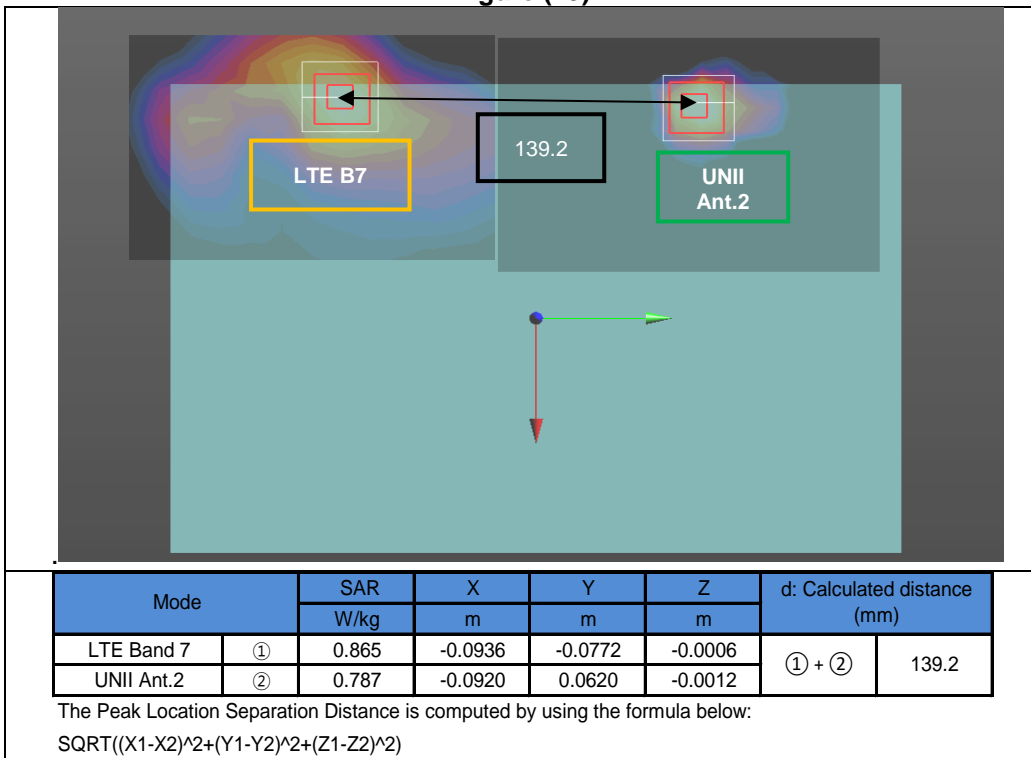 LTE B7
139.2
UNII
Ant.2
.
Mode SAR X Y Z d: Calculated distance
W/kg m m m (mm)
LTE Band 7 ① 0.865 -0.0936 -0.0772 -0.0006 ① + ② 139.2
UNII Ant.2 ② 0.787 -0.0920 0.0620 -0.0012
The Peak Location Separation Distance is computed by using the formula below:
SQRT((X1-X2)^2+(Y1-Y2)^2+(Z1-Z2)^2)